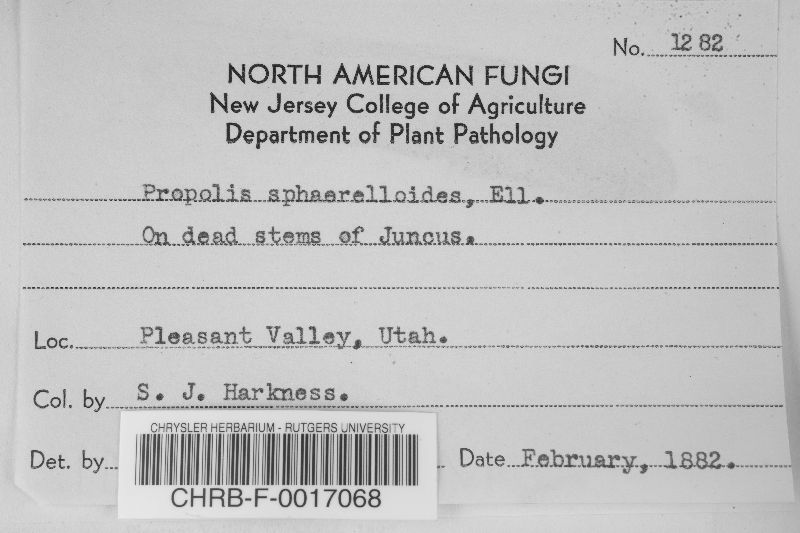 No. 1282
NORTH AMERICAN FUNGI
New Jersey College of Agriculture
Department of Plant Pathology
Propolis sphaerelloides, Ell.
On dead stems of Juncus.
Loc. Pleasant Valley, Utah.
Col. by S. J. Harkness.
Det. by
Date February, 1882.
CHRYSLER HERBARIUM - RUTGERS UNIVERSITY
CHRB-F-0017068